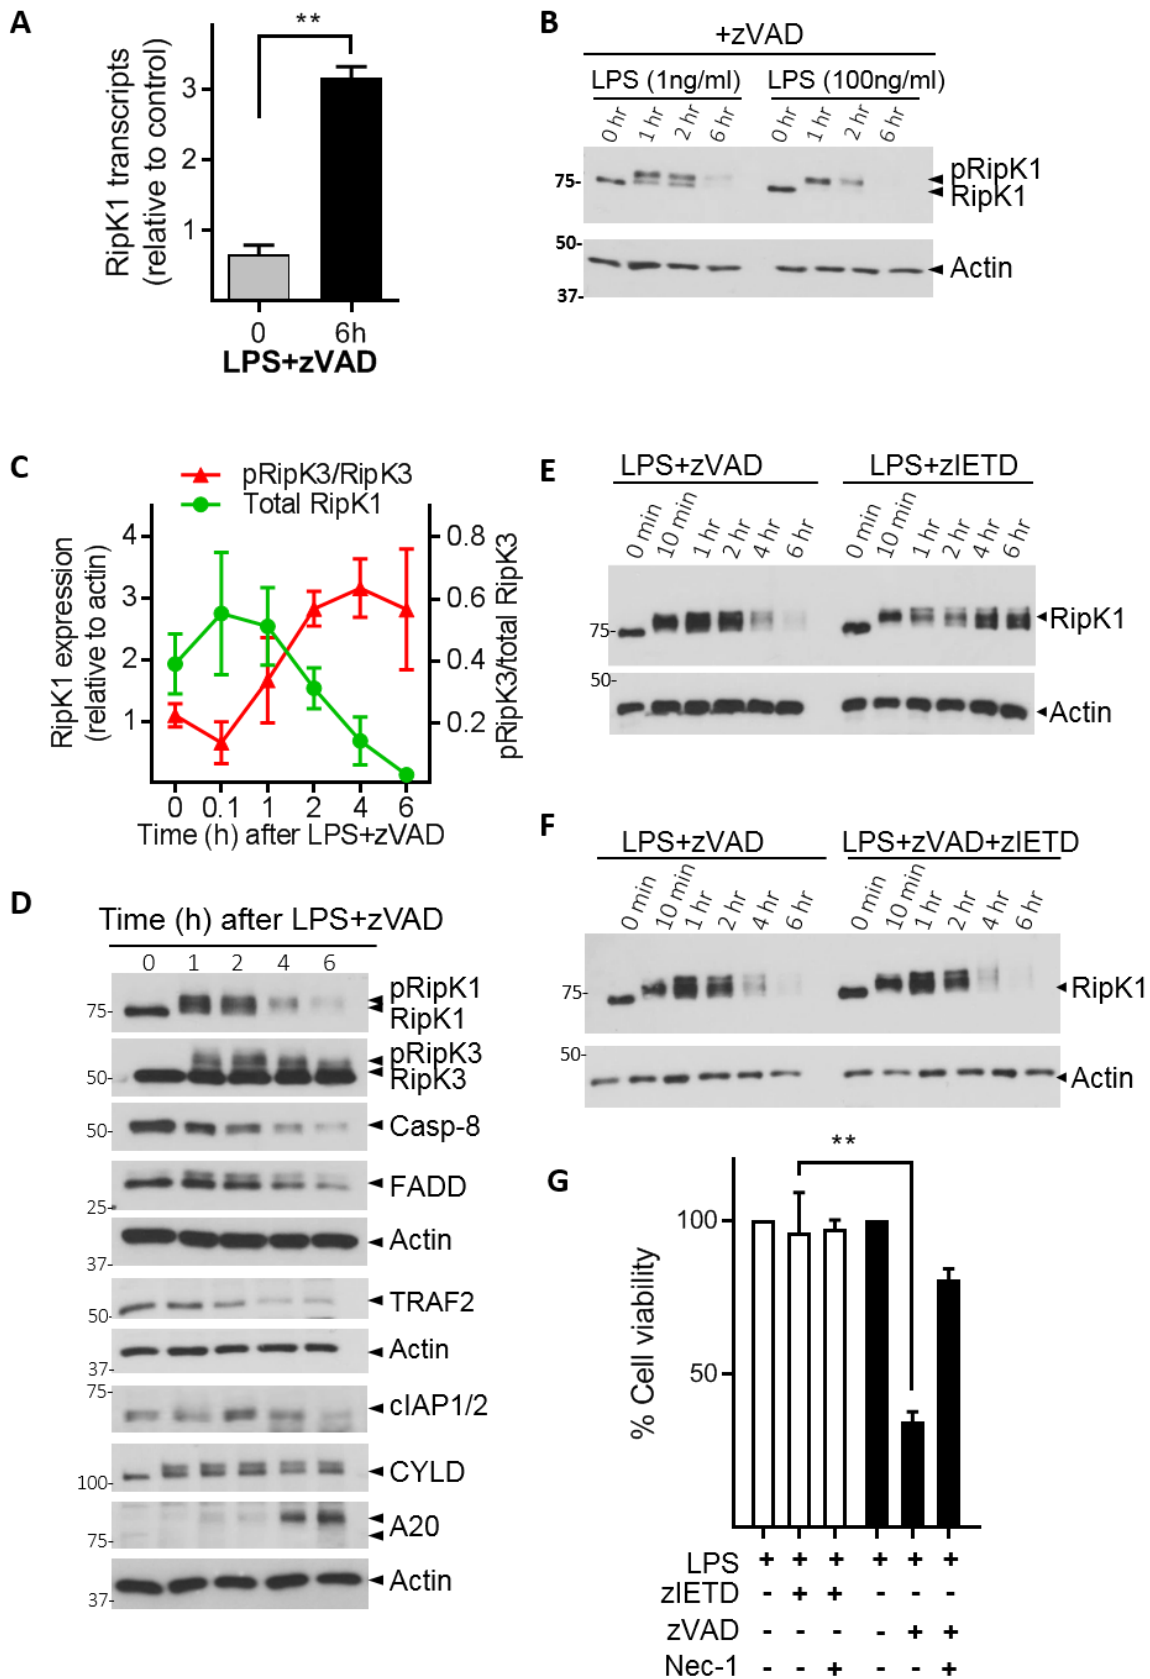 A
**
RipK1 transcripts
(relative to control)
3
2
1
0 6h
LPS+zVAD
B
+zVAD
LPS (1ng/ml) LPS (100ng/ml)
0 hr 1 hr 2 hr 6 hr 0 hr 1 hr 2 hr 6 hr
75-
pRipK1
RipK1
50-
Actin
37-
C
pRipK3/RipK3
Total RipK1
RipK1 expression
(relative to actin)
4
3
2
1
0.8
0.6
0.4
0.2
pRipK3/total RipK3
0 0.1 1 2 4 6
Time (h) after LPS+zVAD
D
Time (h) after LPS+zVAD
0 1 2 4 6
pRipK1
75-
RipK1
pRipK3
50-
RipK3
50-
Casp-8
FADD
25-
Actin
37-
TRAF2
50-
Actin
37-
75-
cIAP1/2
CYLD
100-
A20
75-
Actin
37-
E
LPS+zVAD LPS+zIETD
0 min 10 min 1 hr 2 hr 4 hr 6 hr 0 min 10 min 1 hr 2 hr 4 hr 6 hr
RipK1
75-
50-
Actin
F
LPS+zVAD LPS+zVAD+zIETD
0 min 10 min 1 hr 2 hr 4 hr 6 hr 0 min 10 min 1 hr 2 hr 4 hr 6 hr
75-
RipK1
50-
Actin
G
**
% Cell viability
100
50
LPS + + + + + +
zIETD - + + - - -
zVAD - - - - + +
Nec-1 - - + - - +